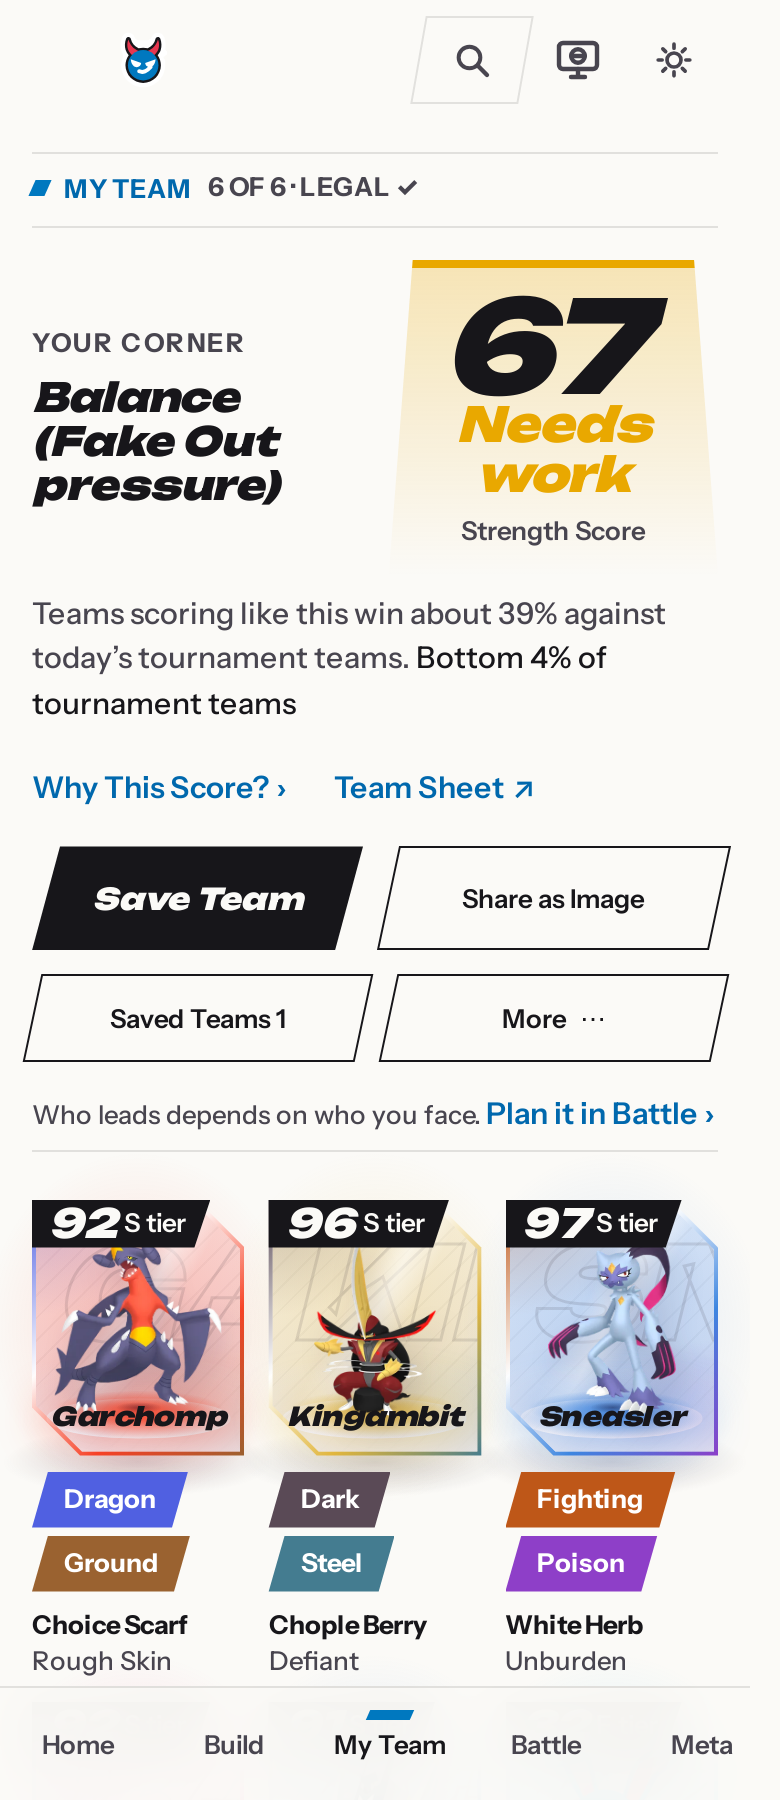 MY TEAM 6 OF 6 · LEGAL ✓
YOUR CORNER
Balance
(Fake Out
pressure)
67
Needs
work
Strength Score
Teams scoring like this win about 39% against
today’s tournament teams. Bottom 4% of
tournament teams
Why This Score? › Team Sheet ↗
Save Team Share as Image
Saved Teams 1 More ···
Who leads depends on who you face. Plan it in Battle ›
92 S tier 96 S tier 97 S tier
Garchomp Kingambit Sneasler
Dragon Dark Fighting
Ground Steel Poison
Choice Scarf Chople Berry White Herb
Rough Skin Defiant Unburden
Home Build My Team Battle Meta